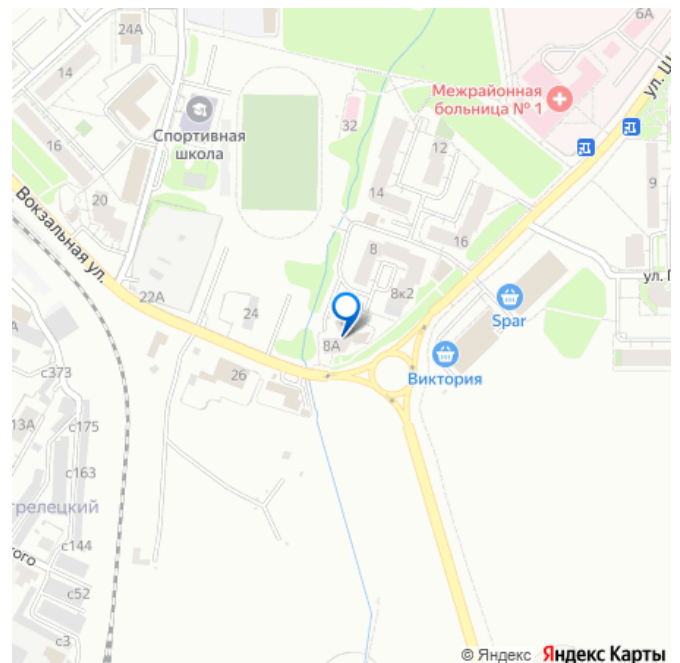 6А
24А
14
Межрайонная
больница № 1
ул. Ш
32
Спортивная
школа
12
16
9
14
20
16
Вокзальная ул.
8
ул. Г
8к2
22А
24
Spar
8А
Виктория
26
с373
13А
с175
с163
трелецкий
с144
ого
с52
с3
© Яндекс Яндекс Карты